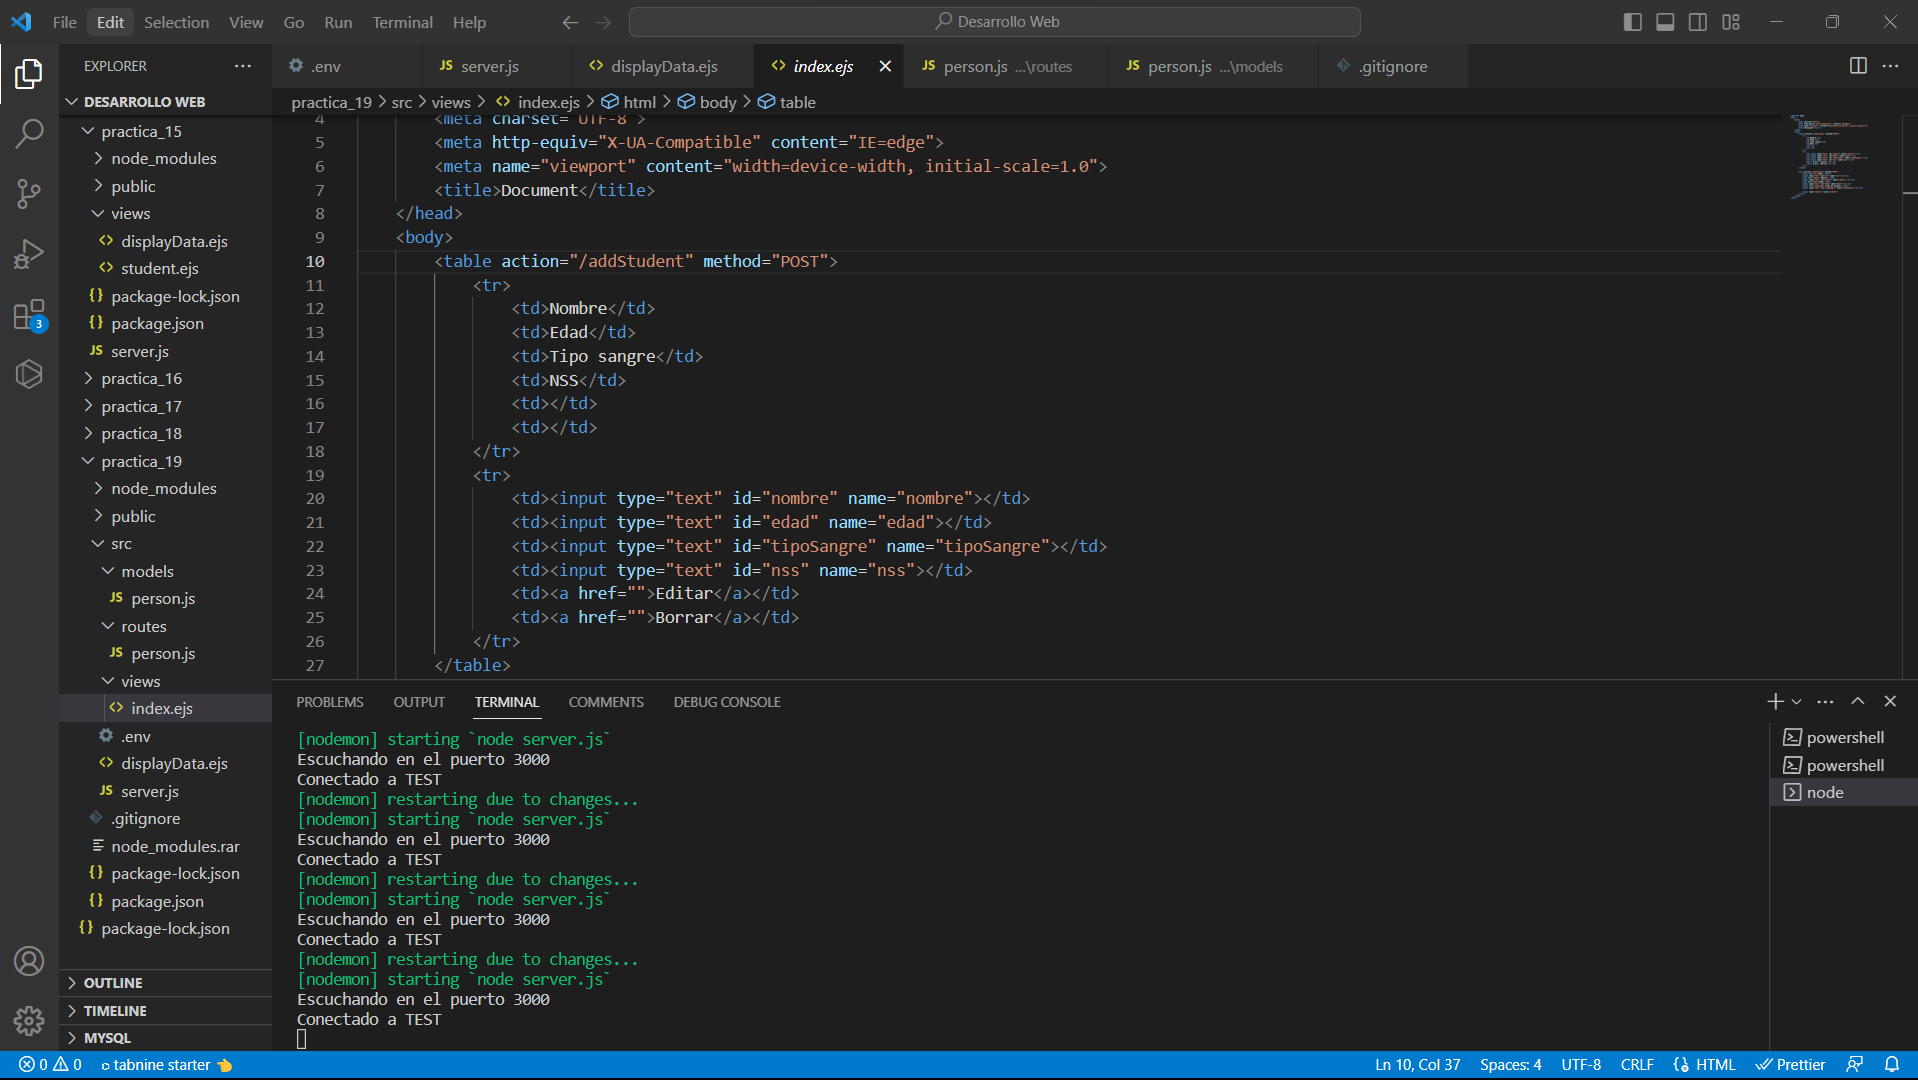 File Edit Selection View Go Run Terminal Help
Desarrollo Web
EXPLORER
.env
JS server.js
<> displayData.ejs
<> index.ejs
JS person.js ...\routes
JS person.js ...\models
.gitignore
practica_19 > src > views > <> index.ejs > html > body > table
DESARROLLO WEB
practica_15
node_modules
public
views
<> displayData.ejs
<> student.ejs
{} package-lock.json
{} package.json
JS server.js
practica_16
practica_17
practica_18
practica_19
node_modules
public
src
models
JS person.js
routes
JS person.js
views
<> index.ejs
.env
<> displayData.ejs
JS server.js
.gitignore
node_modules.rar
{} package-lock.json
{} package.json
{} package-lock.json
OUTLINE
TIMELINE
MYSQL
3
4 <meta charset="UTF-8">
5 <meta http-equiv="X-UA-Compatible" content="IE=edge">
6 <meta name="viewport" content="width=device-width, initial-scale=1.0">
7 <title>Document</title>
8 </head>
9 <body>
10 <table action="/addStudent" method="POST">
11 <tr>
12 <td>Nombre</td>
13 <td>Edad</td>
14 <td>Tipo sangre</td>
15 <td>NSS</td>
16 <td></td>
17 <td></td>
18 </tr>
19 <tr>
20 <td><input type="text" id="nombre" name="nombre"></td>
21 <td><input type="text" id="edad" name="edad"></td>
22 <td><input type="text" id="tipoSangre" name="tipoSangre"></td>
23 <td><input type="text" id="nss" name="nss"></td>
24 <td><a href="">Editar</a></td>
25 <td><a href="">Borrar</a></td>
26 </tr>
27 </table>
PROBLEMS OUTPUT TERMINAL COMMENTS DEBUG CONSOLE
[nodemon] starting `node server.js`
Escuchando en el puerto 3000
Conectado a TEST
[nodemon] restarting due to changes...
[nodemon] starting `node server.js`
Escuchando en el puerto 3000
Conectado a TEST
[nodemon] restarting due to changes...
[nodemon] starting `node server.js`
Escuchando en el puerto 3000
Conectado a TEST
[nodemon] restarting due to changes...
[nodemon] starting `node server.js`
Escuchando en el puerto 3000
Conectado a TEST
powershell
powershell
node
0 0 tabnine starter
Ln 10, Col 37 Spaces: 4 UTF-8 CRLF {} HTML Prettier